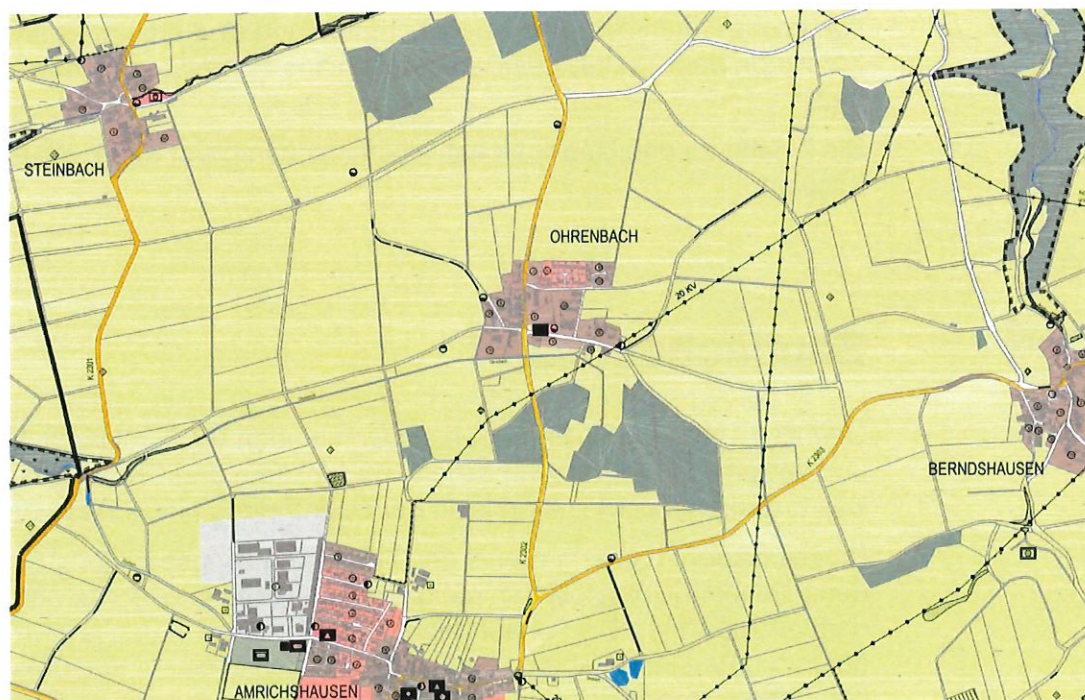 STEINBACH
OHRENBACH
20 KV
K 2301
K 2303
BERNDSHAUSEN
K 2302
AMRICHSHAUSEN